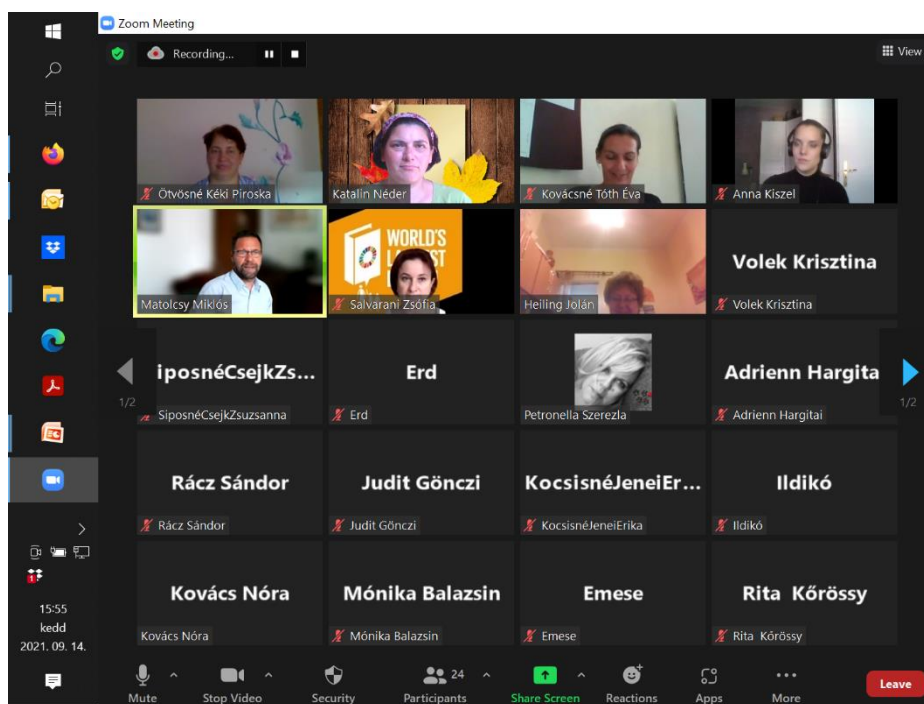 Zoom Meeting
Recording...
View
Ötvösné Kéki Piroska
Katalin Néder
Kovácsné Tóth Éva
Anna Kiszel
WORLD'S
Matolcsy Miklós
Salvarani Zsófia
Heiling Jolán
Volek Krisztina
Volek Krisztina
iposnéCsejkZs...
Erd
Adrienn Hargita
1/2
1/2
SiposnéCsejkZsuzsanna
Erd
Petronella Szerezla
Adrienn Hargitai
Rácz Sándor
Judit Gönczi
KocsisnéJeneiEr...
Ildikó
Rácz Sándor
Judit Gönczi
KocsisnéJeneiErika
Ildikó
Kovács Nóra
Mónika Balazsin
Emese
Rita Kőrössy
Kovács Nóra
Mónika Balazsin
Emese
Rita Kőrössy
1
15:55
kedd
2021. 09. 14.
24
Mute
Stop Video
Security
Participants
Share Screen
Reactions
Apps
More
Leave